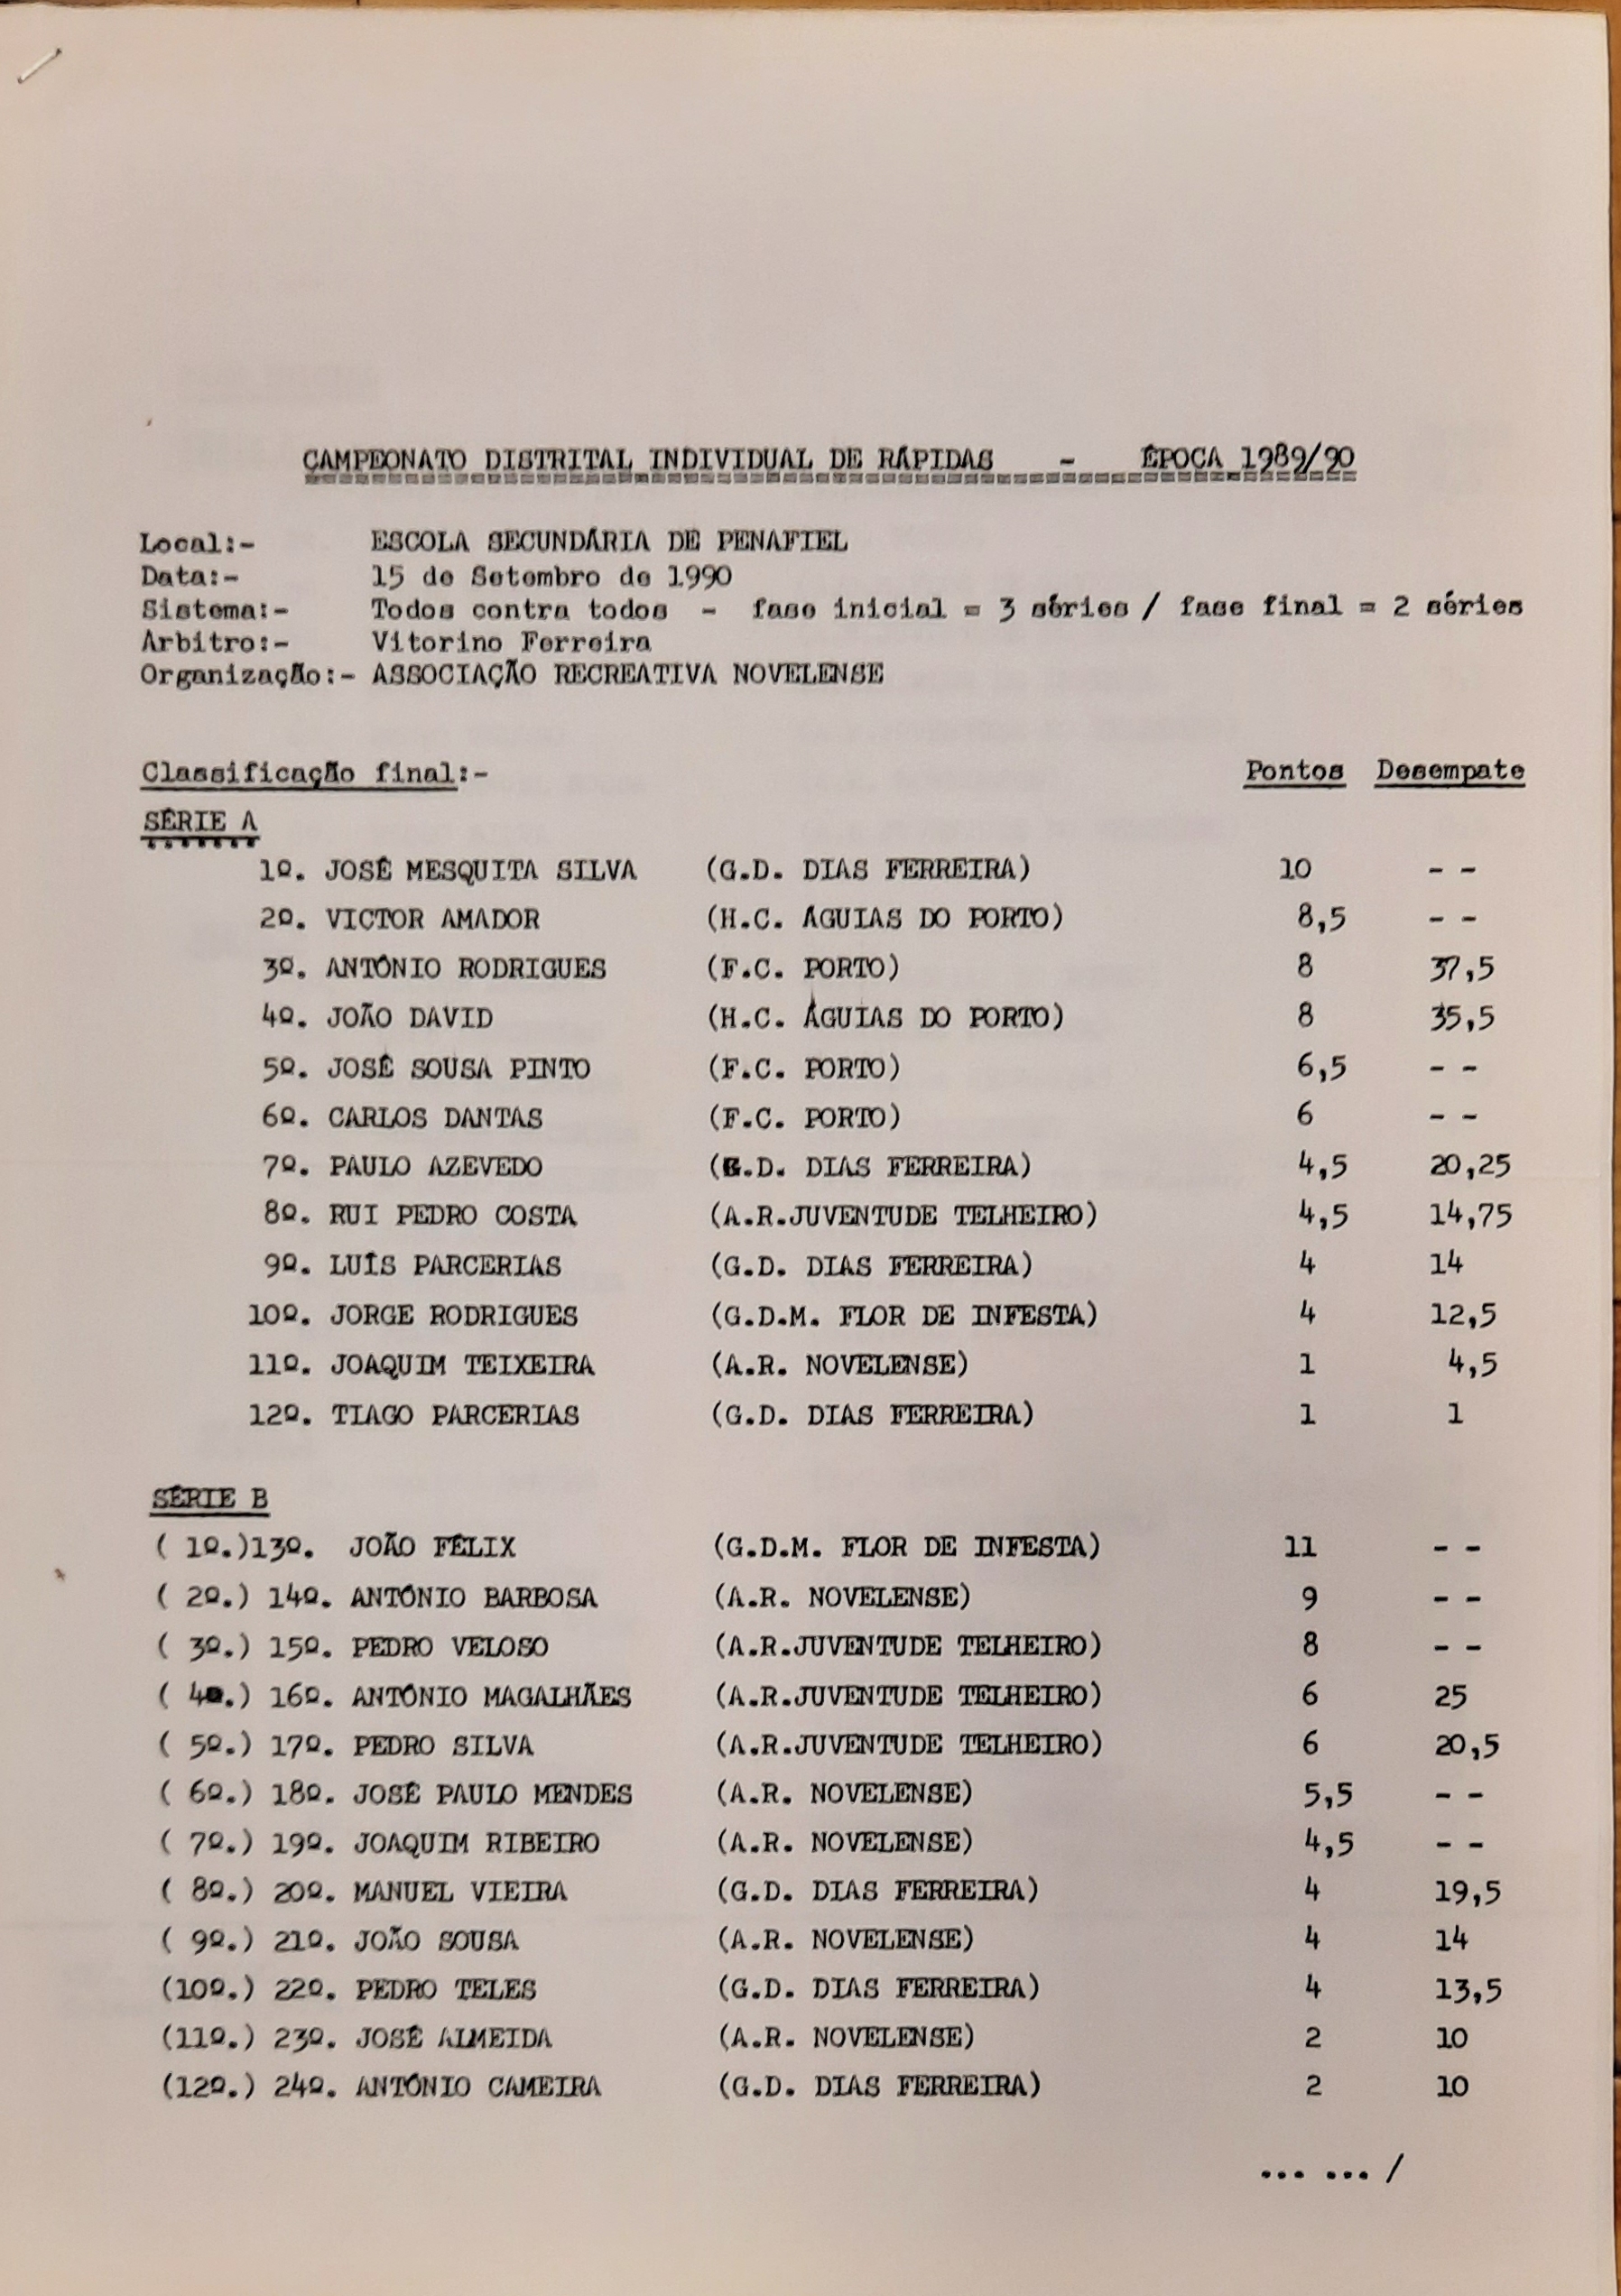 CAMPEONATO DISTRITAL INDIVIDUAL DE RÁPIDAS - ÉPOCA 1989/90
Local:- ESCOLA SECUNDÁRIA DE PENAFIEL
Data:- 15 de Setembro de 1990
Sistema:- Todos contra todos - fase inicial = 3 séries / fase final = 2 séries
Arbitro:- Vitorino Ferreira
Organização:- ASSOCIAÇÃO RECREATIVA NOVELENSE
Classificação final:- Pontos Desempate
SÉRIE A
1º. JOSÉ MESQUITA SILVA (G.D. DIAS FERREIRA) 10 - -
2º. VICTOR AMADOR (H.C. ÁGUIAS DO PORTO) 8,5 - -
3º. ANTÓNIO RODRIGUES (F.C. PORTO) 8 37,5
4º. JOÃO DAVID (H.C. ÁGUIAS DO PORTO) 8 35,5
5º. JOSÉ SOUSA PINTO (F.C. PORTO) 6,5 - -
6º. CARLOS DANTAS (F.C. PORTO) 6 - -
7º. PAULO AZEVEDO (G.D. DIAS FERREIRA) 4,5 20,25
8º. RUI PEDRO COSTA (A.R.JUVENTUDE TELHEIRO) 4,5 14,75
9º. LUÍS PARCERIAS (G.D. DIAS FERREIRA) 4 14
10º. JORGE RODRIGUES (G.D.M. FLOR DE INFESTA) 4 12,5
11º. JOAQUIM TEIXEIRA (A.R. NOVELENSE) 1 4,5
12º. TIAGO PARCERIAS (G.D. DIAS FERREIRA) 1 1
SÉRIE B
( 1º.)13º. JOÃO FÉLIX (G.D.M. FLOR DE INFESTA) 11 - -
( 2º.) 14º. ANTÓNIO BARBOSA (A.R. NOVELENSE) 9 - -
( 3º.) 15º. PEDRO VELOSO (A.R.JUVENTUDE TELHEIRO) 8 - -
( 4º.) 16º. ANTÓNIO MAGALHÃES (A.R.JUVENTUDE TELHEIRO) 6 25
( 5º.) 17º. PEDRO SILVA (A.R.JUVENTUDE TELHEIRO) 6 20,5
( 6º.) 18º. JOSÉ PAULO MENDES (A.R. NOVELENSE) 5,5 - -
( 7º.) 19º. JOAQUIM RIBEIRO (A.R. NOVELENSE) 4,5 - -
( 8º.) 20º. MANUEL VIEIRA (G.D. DIAS FERREIRA) 4 19,5
( 9º.) 21º. JOÃO SOUSA (A.R. NOVELENSE) 4 14
(10º.) 22º. PEDRO TELES (G.D. DIAS FERREIRA) 4 13,5
(11º.) 23º. JOSÉ ALMEIDA (A.R. NOVELENSE) 2 10
(12º.) 24º. ANTÓNIO CAMEIRA (G.D. DIAS FERREIRA) 2 10
... ... /